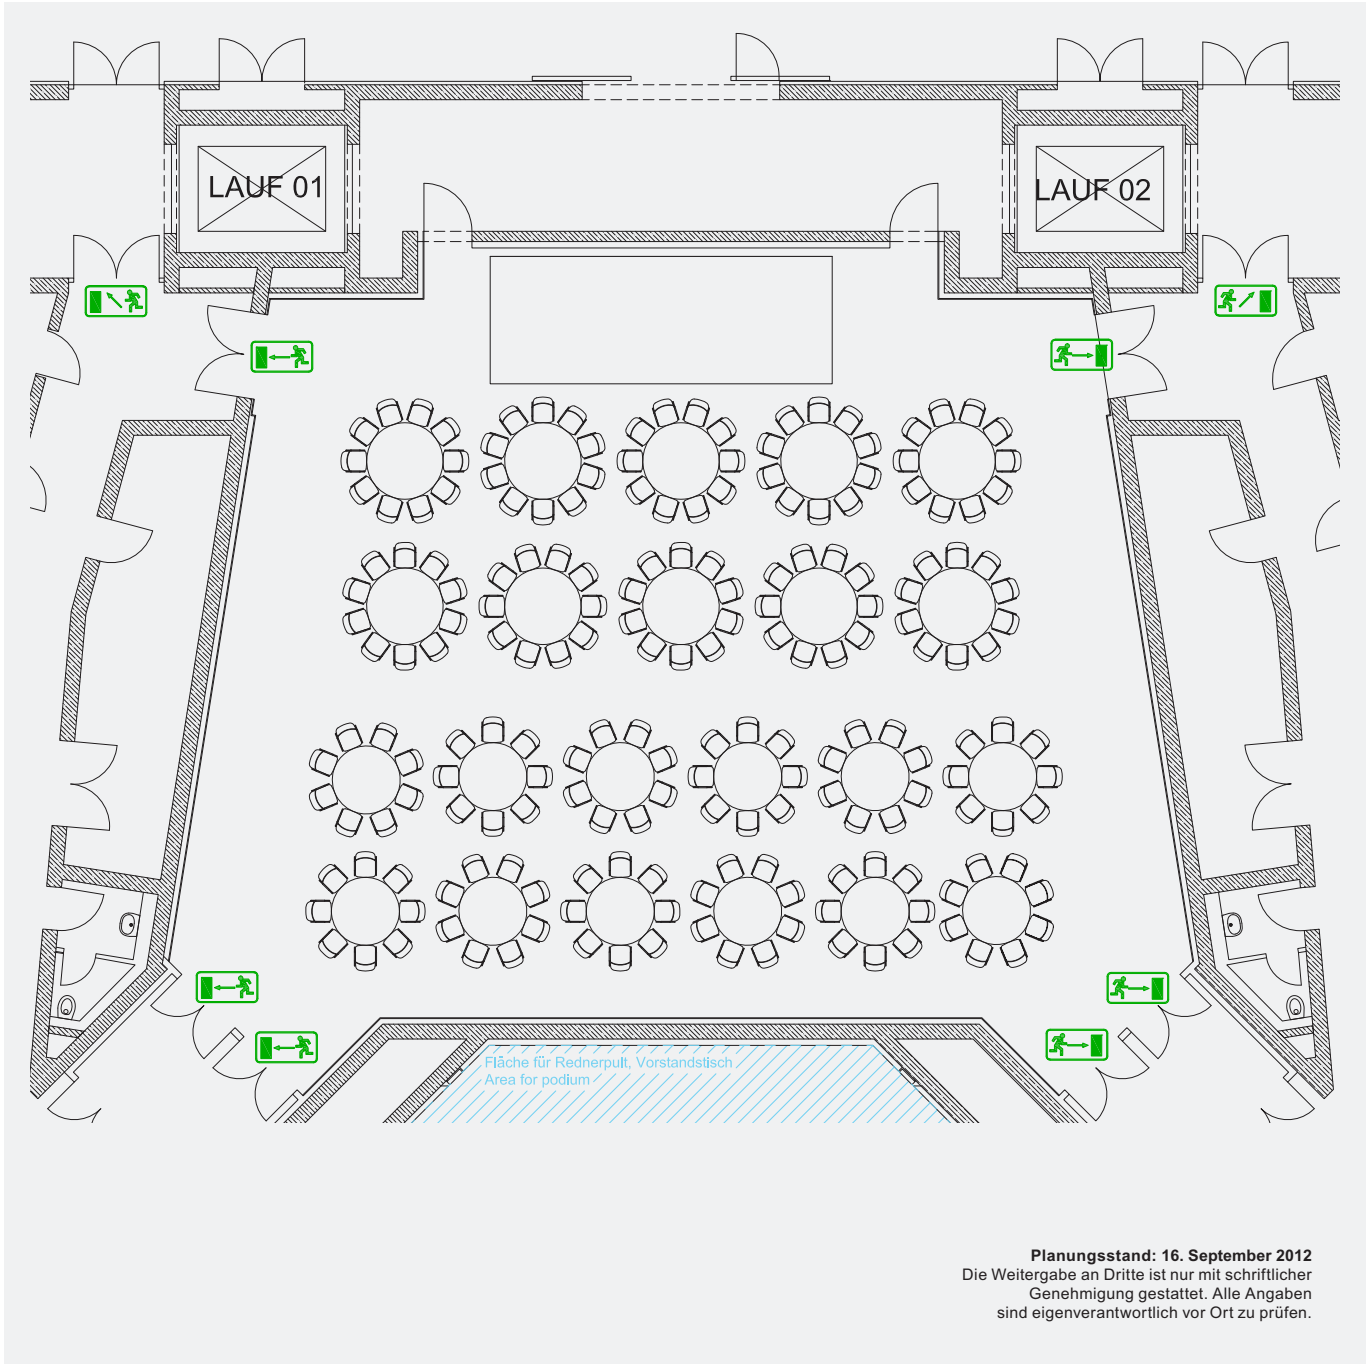 LAUF 01
LAUF 02
Fläche für Rednerpult, Vorstandstisch
Area for podium
Planungsstand: 16. September 2012
Die Weitergabe an Dritte ist nur mit schriftlicher
Genehmigung gestattet. Alle Angaben
sind eigenverantwortlich vor Ort zu prüfen.